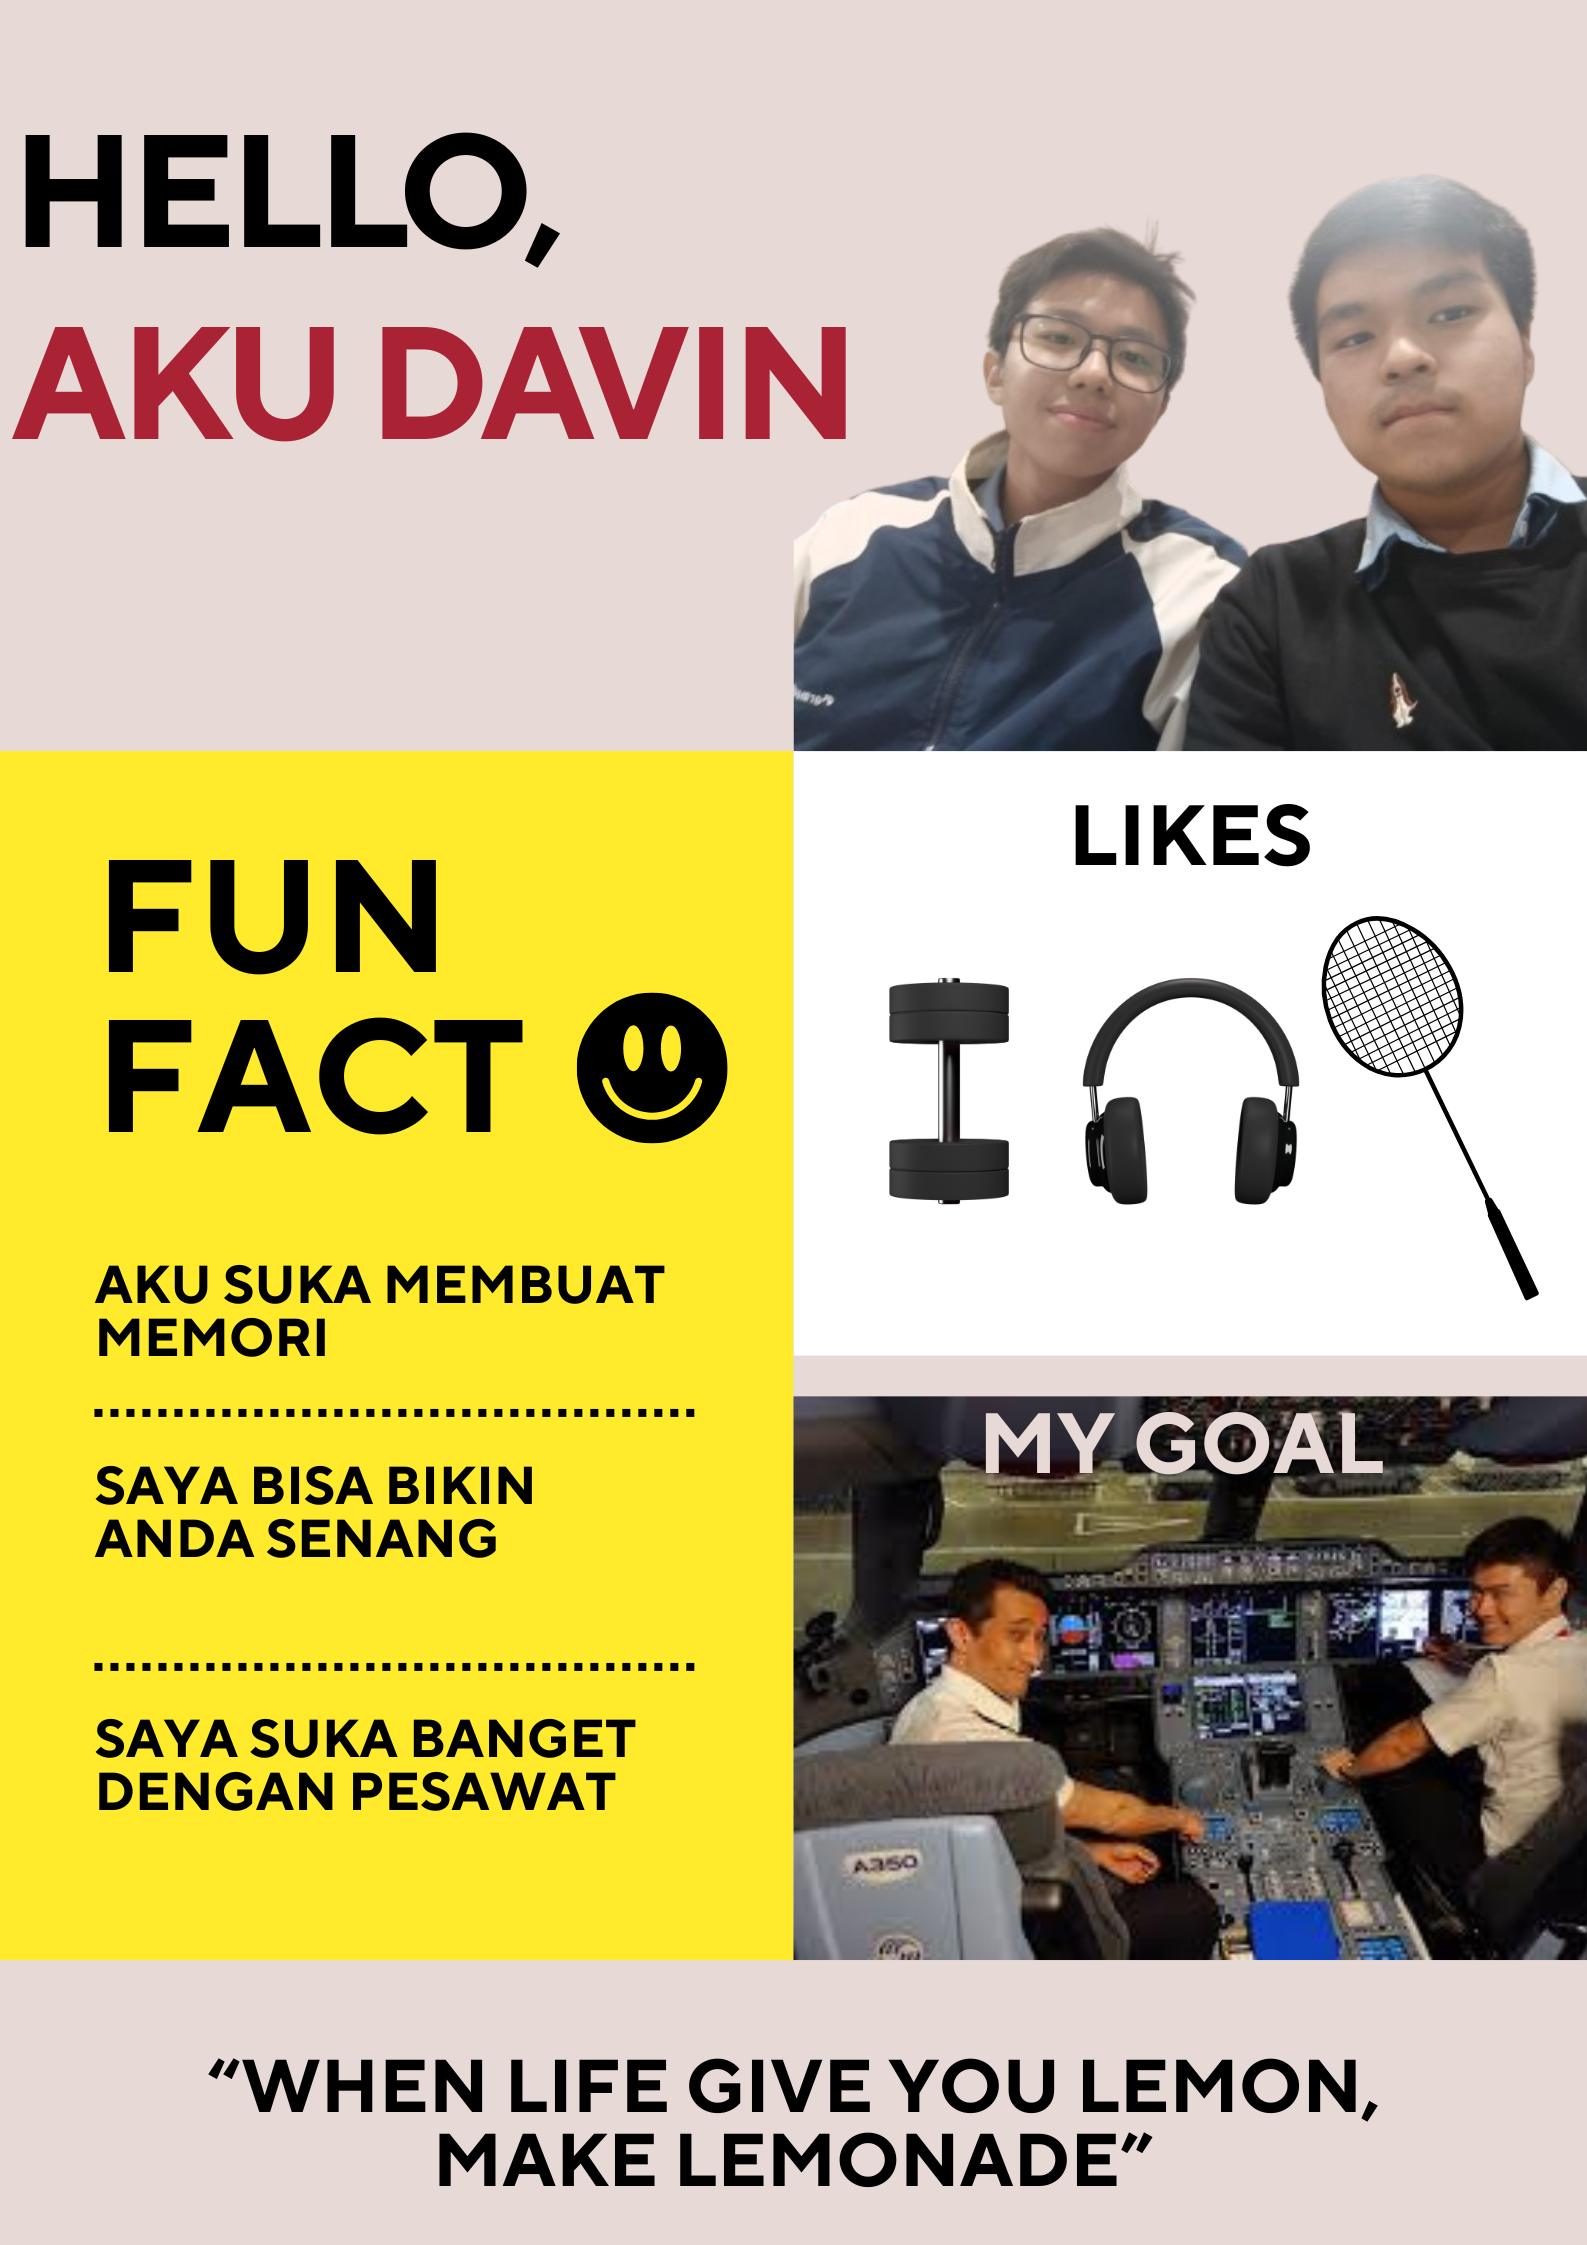 HELLO,
AKU DAVIN
FUN
FACT
AKU SUKA MEMBUAT
MEMORI
SAYA BISA BIKIN
ANDA SENANG
SAYA SUKA BANGET
DENGAN PESAWAT
LIKES
MY GOAL
A350
“WHEN LIFE GIVE YOU LEMON,
MAKE LEMONADE”